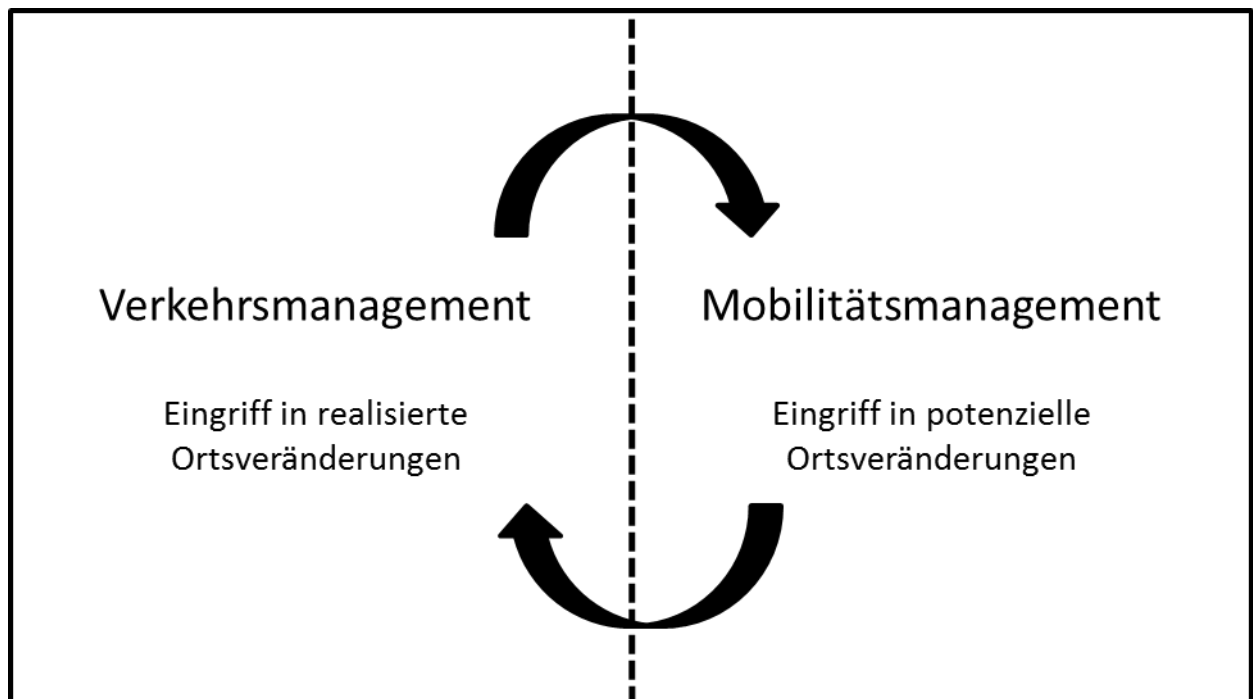 Verkehrsmanagement
Eingriff in realisierte
Ortsveränderungen
Mobilitätsmanagement
Eingriff in potenzielle
Ortsveränderungen